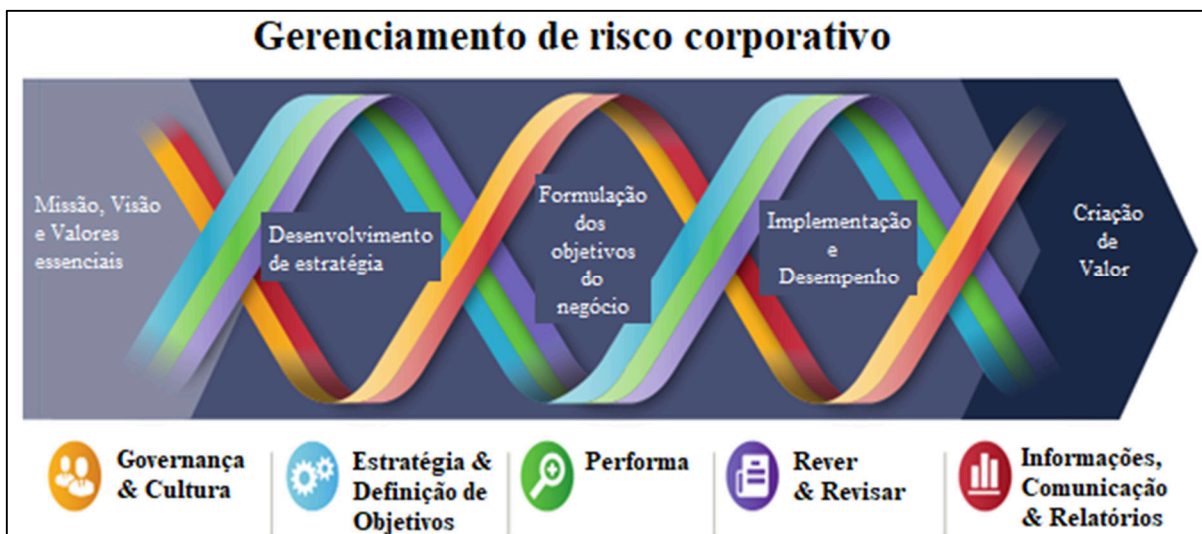 Gerenciamento de risco corporativo
Missão, Visão
e Valores
essenciais
Desenvolvimento
de estratégia
Formulação
dos
objetivos
do
negócio
Implementação
e
Desempenho
Criação
de
Valor
Governança
& Cultura
Estratégia &
Definição de
Objetivos
Performa
Rever
& Revisar
Informações,
Comunicação
& Relatórios